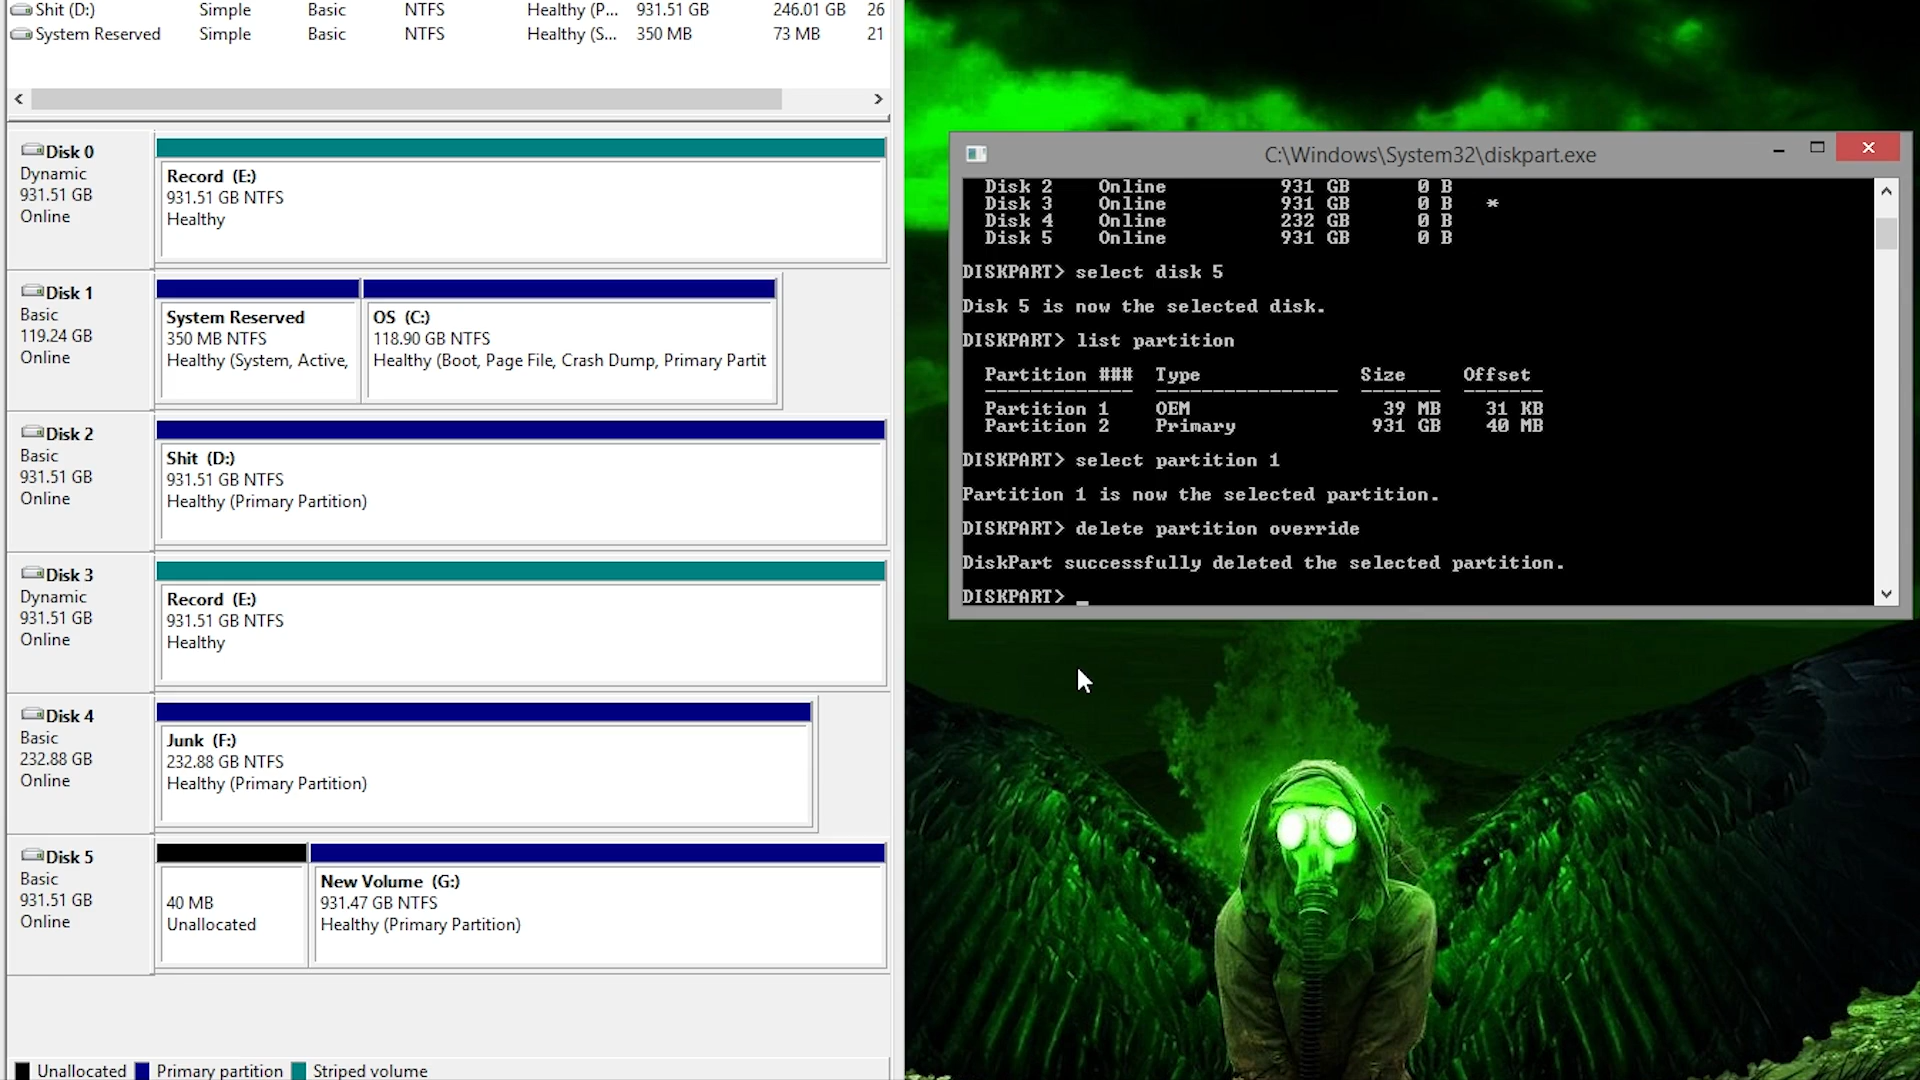 Shit (D:) Simple Basic NTFS Healthy (P... 931.51 GB 246.01 GB 26
System Reserved Simple Basic NTFS Healthy (S... 350 MB 73 MB 21
Disk 0
Dynamic
931.51 GB
Online
Record (E:)
931.51 GB NTFS
Healthy
Disk 1
Basic
119.24 GB
Online
System Reserved
350 MB NTFS
Healthy (System, Active,
OS (C:)
118.90 GB NTFS
Healthy (Boot, Page File, Crash Dump, Primary Partit
Disk 2
Basic
931.51 GB
Online
Shit (D:)
931.51 GB NTFS
Healthy (Primary Partition)
Disk 3
Dynamic
931.51 GB
Online
Record (E:)
931.51 GB NTFS
Healthy
Disk 4
Basic
232.88 GB
Online
Junk (F:)
232.88 GB NTFS
Healthy (Primary Partition)
Disk 5
Basic
931.51 GB
Online
40 MB
Unallocated
New Volume (G:)
931.47 GB NTFS
Healthy (Primary Partition)
Unallocated Primary partition Striped volume
C:\Windows\System32\diskpart.exe
Disk 2 Online 931 GB 0 B
Disk 3 Online 931 GB 0 B *
Disk 4 Online 232 GB 0 B
Disk 5 Online 931 GB 0 B
DISKPART> select disk 5
Disk 5 is now the selected disk.
DISKPART> list partition
Partition ### Type Size Offset
------------- ---------------- ------- -------
Partition 1 OEM 39 MB 31 KB
Partition 2 Primary 931 GB 40 MB
DISKPART> select partition 1
Partition 1 is now the selected partition.
DISKPART> delete partition override
DiskPart successfully deleted the selected partition.
DISKPART> _